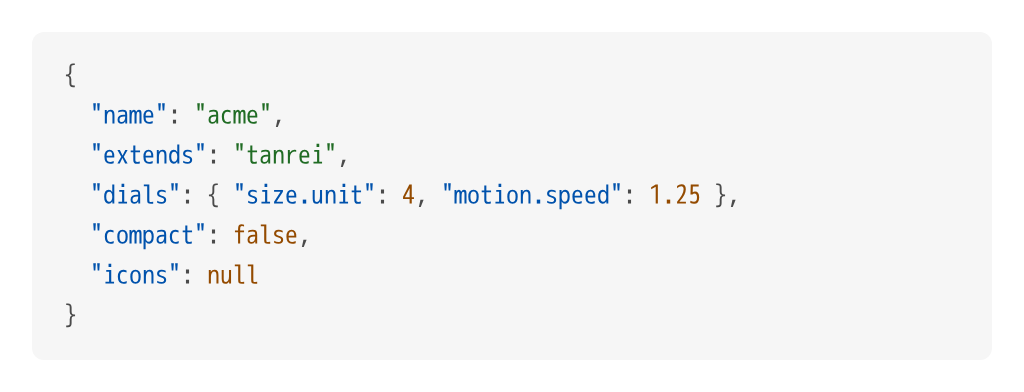 {
  "name": "acme",
  "extends": "tanrei",
  "dials": { "size.unit": 4, "motion.speed": 1.25 },
  "compact": false,
  "icons": null
}